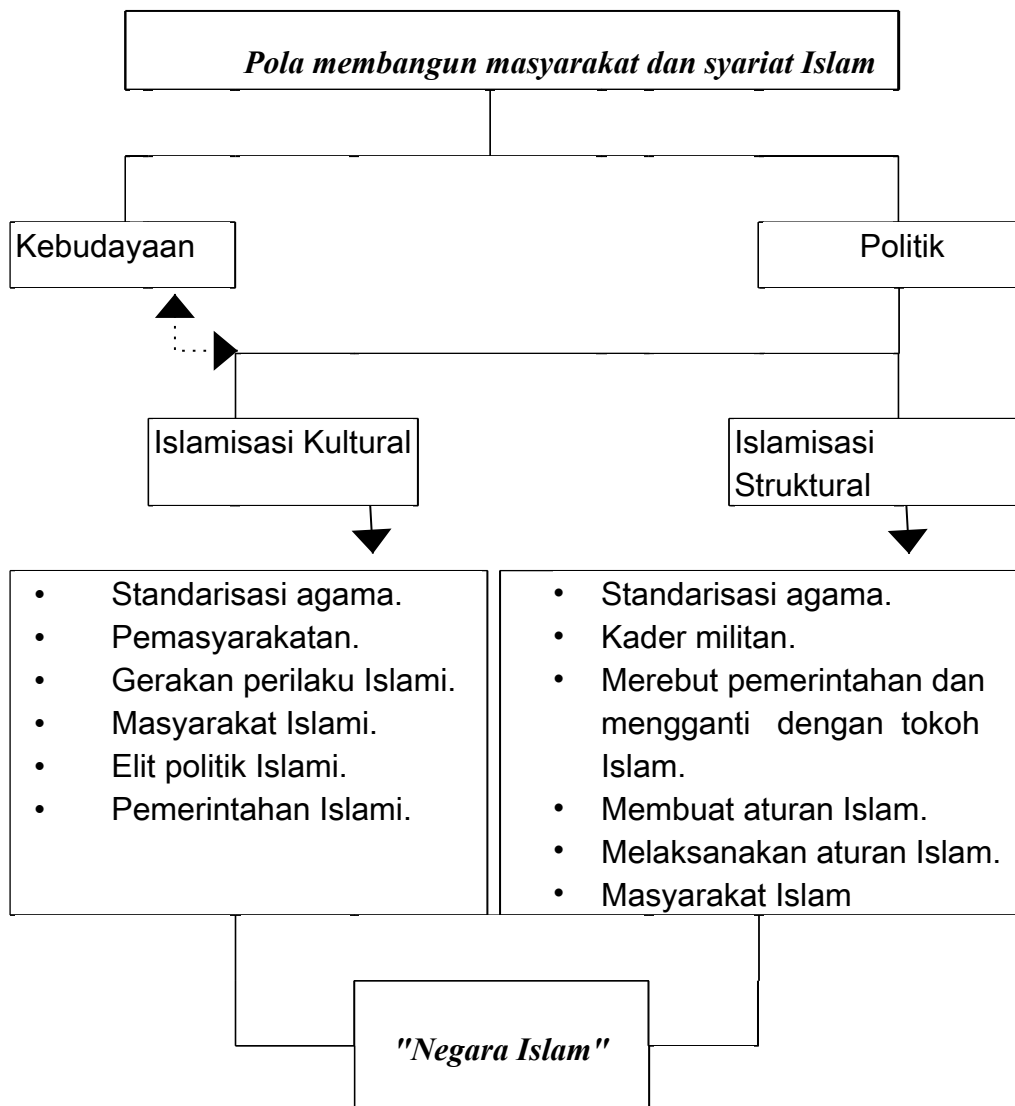 Pola membangun masyarakat dan syariat Islam
Kebudayaan
Politik
Islamisasi Kultural
Islamisasi
Struktural
• Standarisasi agama.
• Pemasyarakatan.
• Gerakan perilaku Islami.
• Masyarakat Islami.
• Elit politik Islami.
• Pemerintahan Islami.
• Standarisasi agama.
• Kader militan.
• Merebut pemerintahan dan
mengganti dengan tokoh
Islam.
• Membuat aturan Islam.
• Melaksanakan aturan Islam.
• Masyarakat Islam
"Negara Islam"